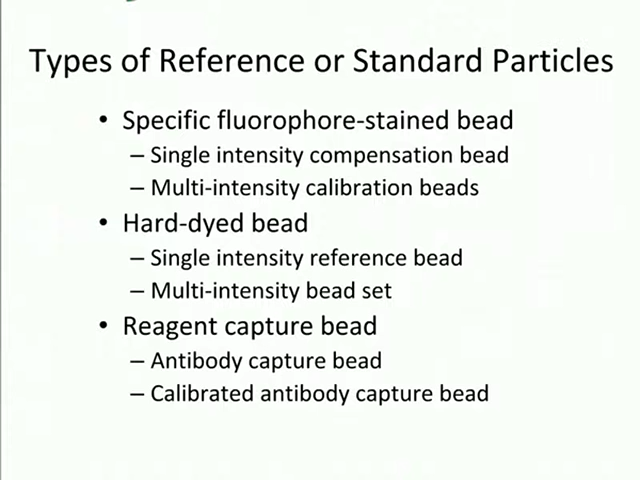 Types of Reference or Standard Particles
• Specific fluorophore-stained bead
– Single intensity compensation bead
– Multi-intensity calibration beads
• Hard-dyed bead
– Single intensity reference bead
– Multi-intensity bead set
• Reagent capture bead
– Antibody capture bead
– Calibrated antibody capture bead